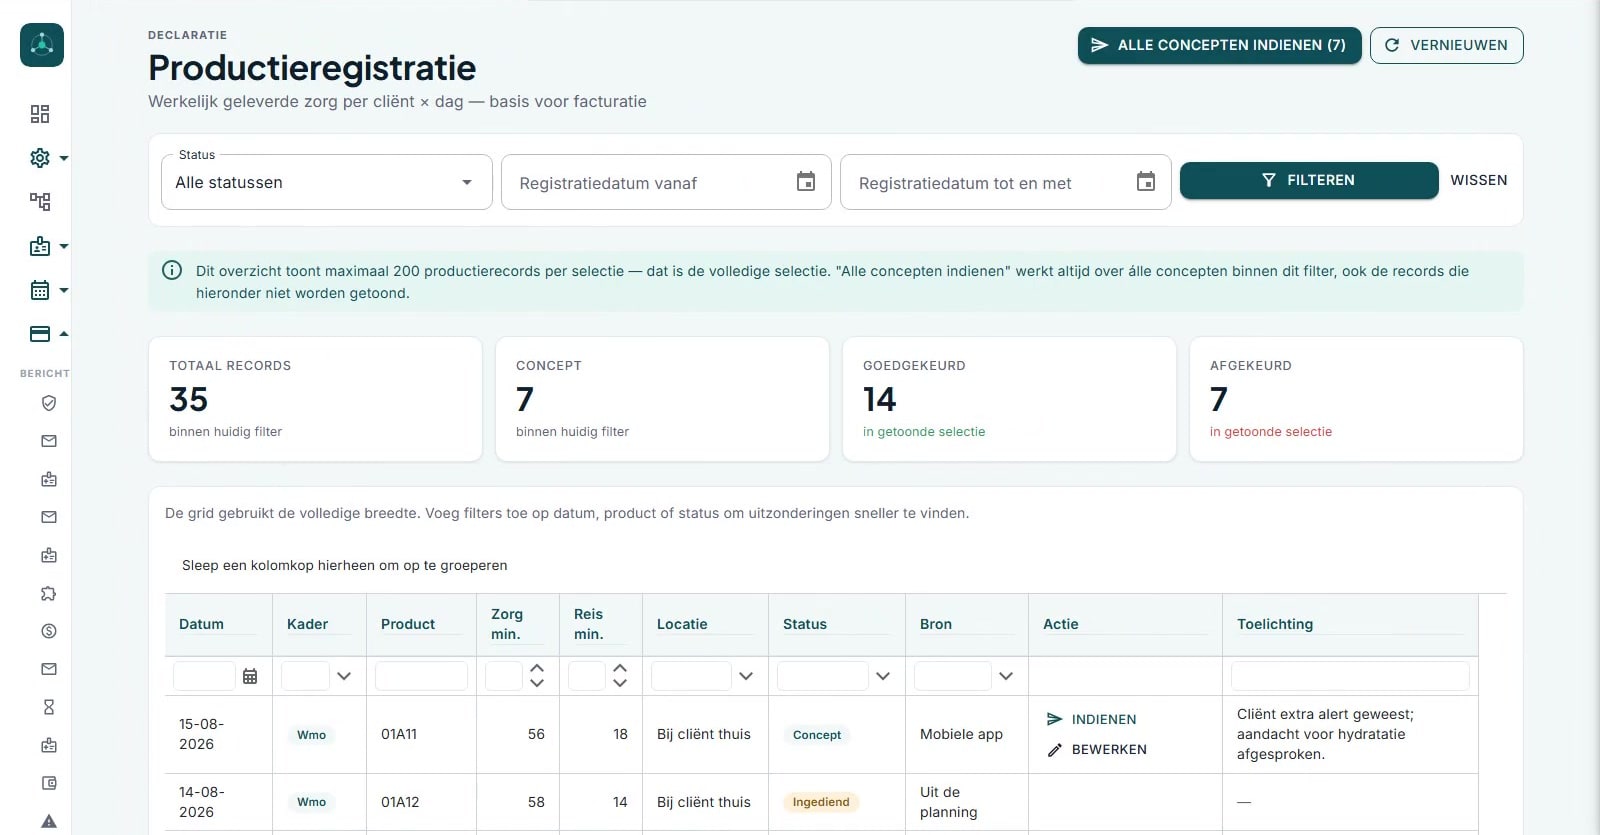 DECLARATIE
Productieregistratie
Werkelijk geleverde zorg per cliënt × dag — basis voor facturatie
ALLE CONCEPTEN INDIENEN (7)
VERNIEUWEN
Status
Alle statussen
Registratiedatum vanaf
Registratiedatum tot en met
FILTEREN
WISSEN
Dit overzicht toont maximaal 200 productierecords per selectie — dat is de volledige selectie. "Alle concepten indienen" werkt altijd over álle concepten binnen dit filter, ook de records die
hieronder niet worden getoond.
BERICHT
TOTAAL RECORDS
35
binnen huidig filter
CONCEPT
7
binnen huidig filter
GOEDGEKEURD
14
in getoonde selectie
AFGEKEURD
7
in getoonde selectie
De grid gebruikt de volledige breedte. Voeg filters toe op datum, product of status om uitzonderingen sneller te vinden.
Sleep een kolomkop hierheen om op te groeperen
Datum
Kader
Product
Zorg
min.
Reis
min.
Locatie
Status
Bron
Actie
Toelichting
15-08-
2026
Wmo
01A11
56
18
Bij cliënt thuis
Concept
Mobiele app
INDIENEN
BEWERKEN
Cliënt extra alert geweest;
aandacht voor hydratatie
afgesproken.
14-08-
2026
Wmo
01A12
58
14
Bij cliënt thuis
Ingediend
Uit de
planning
—